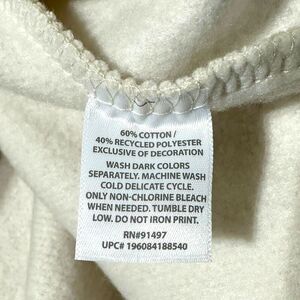 60% COTTON /
40% RECYCLED POLYESTER
EXCLUSIVE OF DECORATION
WASH DARK COLORS
SEPARATELY. MACHINE WASH
COLD DELICATE CYCLE.
ONLY NON-CHLORINE BLEACH
WHEN NEEDED. TUMBLE DRY
LOW. DO NOT IRON PRINT.
RN#91497
UPC# 196084188540